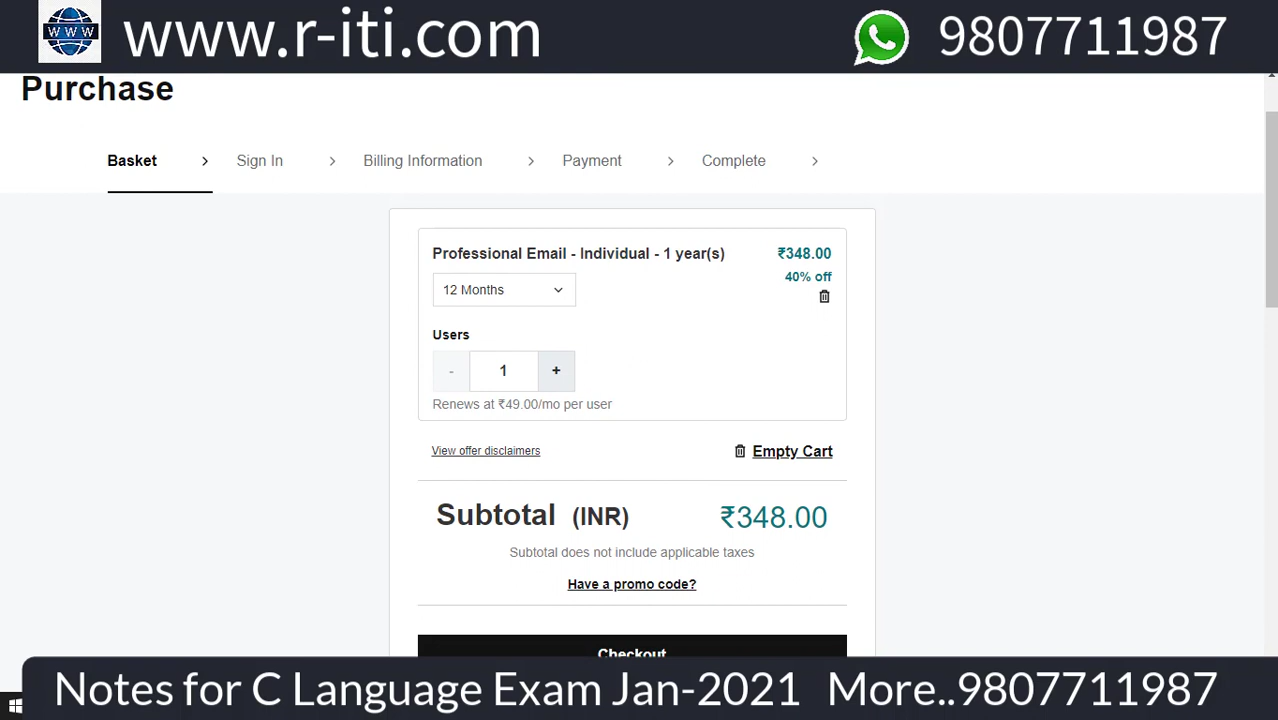 WWW
www.r-iti.com
9807711987
Purchase
Basket > Sign In > Billing Information > Payment > Complete >
Professional Email - Individual - 1 year(s) ₹348.00
40% off
12 Months
Users
- 1 +
Renews at ₹49.00/mo per user
View offer disclaimers Empty Cart
Subtotal (INR) ₹348.00
Subtotal does not include applicable taxes
Have a promo code?
Checkout
Notes for C Language Exam Jan-2021 More..9807711987